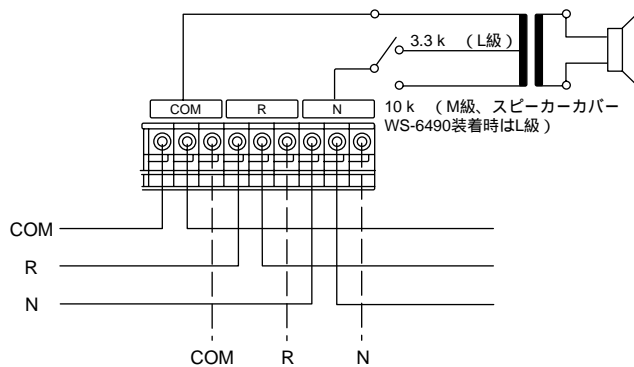 3.3 k （L級）
COM R N
10 k （M級、スピーカーカバー
WS-6490装着時はL級）
COM
R
N
COM R N